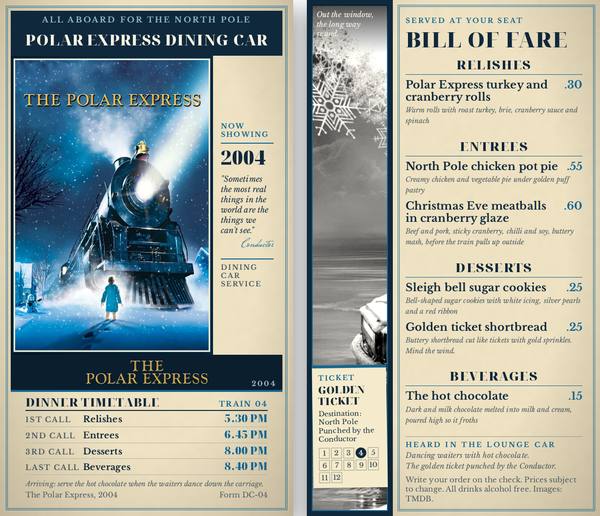 ALL ABOARD FOR THE NORTH POLE
POLAR EXPRESS DINING CAR
THE POLAR EXPRESS
NOW
SHOWING
2004
"Sometimes
the most real
things in the
world are the
things we
can't see."
Conductor
DINING
CAR
SERVICE
THE
POLAR EXPRESS
2004
DINNER TIMETABLE TRAIN 04
1ST CALL Relishes 5.30 PM
2ND CALL Entrees 6.45 PM
3RD CALL Desserts 8.00 PM
LAST CALL Beverages 8.40 PM
Arriving: serve the hot chocolate when the waiters dance down the carriage.
The Polar Express, 2004 Form DC-04
Out the window,
the long way
round
TICKET
GOLDEN
TICKET
Destination:
North Pole
Punched by the
Conductor
1 2 3 4 5
6 7 8 9 10
11 12
SERVED AT YOUR SEAT
BILL OF FARE
RELISHES
Polar Express turkey and .30
cranberry rolls
Warm rolls with roast turkey, brie, cranberry sauce and
spinach
ENTREES
North Pole chicken pot pie .55
Creamy chicken and vegetable pie under golden puff
pastry
Christmas Eve meatballs .60
in cranberry glaze
Beef and pork, sticky cranberry, chilli and soy, buttery
mash, before the train pulls up outside
DESSERTS
Sleigh bell sugar cookies .25
Bell-shaped sugar cookies with white icing, silver pearls
and a red ribbon
Golden ticket shortbread .25
Buttery shortbread cut like tickets with gold sprinkles.
Mind the wind.
BEVERAGES
The hot chocolate .15
Dark and milk chocolate melted into milk and cream,
poured high so it froths
HEARD IN THE LOUNGE CAR
Dancing waiters with hot chocolate.
The golden ticket punched by the Conductor.
Write your order on the check. Prices subject
to change. All drinks alcohol free. Images:
TMDB.